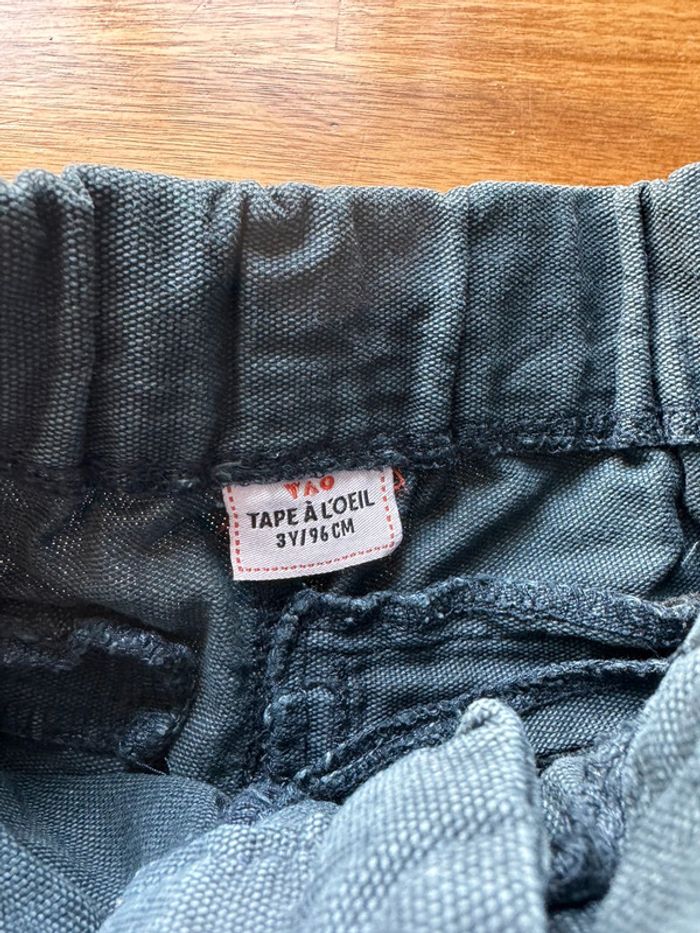 TAO
TAPE À L'OEIL
3Y/96CM